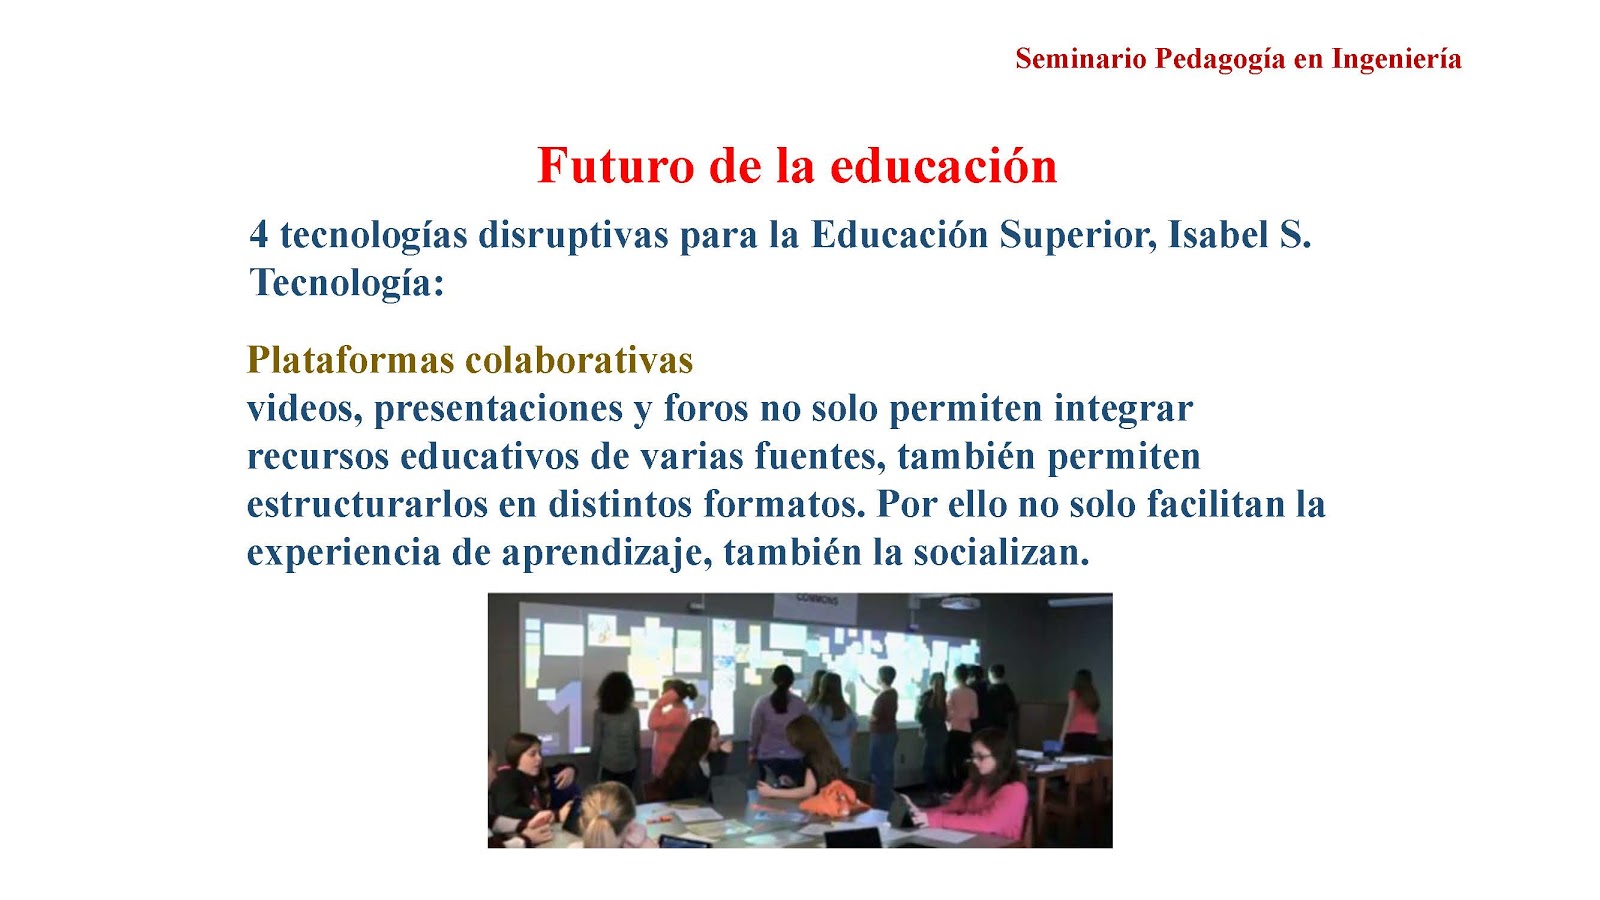 Seminario Pedagogía en Ingeniería
Futuro de la educación
4 tecnologías disruptivas para la Educación Superior, Isabel S.
Tecnología:
Plataformas colaborativas
videos, presentaciones y foros no solo permiten integrar
recursos educativos de varias fuentes, también permiten
estructurarlos en distintos formatos. Por ello no solo facilitan la
experiencia de aprendizaje, también la socializan.
COMMONS
1